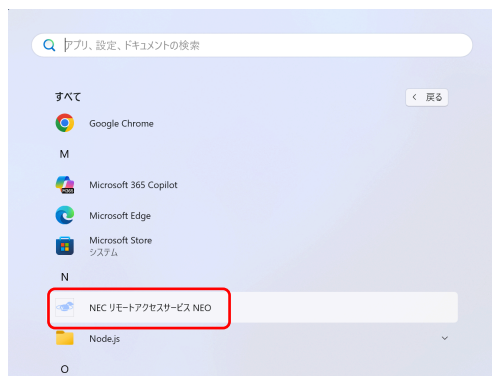 アプリ、設定、ドキュメントの検索
すべて
戻る
Google Chrome
M
Microsoft 365 Copilot
Microsoft Edge
Microsoft Store
システム
N
NEC リモートアクセスサービス NEO
Node.js
O